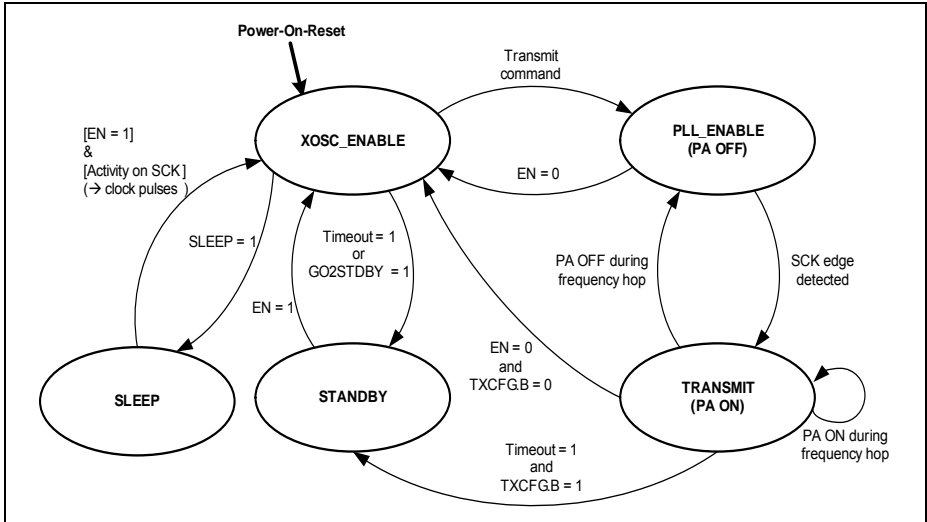 Power-On-Reset
Transmit
command
[EN = 1]
&
[Activity on SCK]
(→ clock pulses )
XOSC_ENABLE
PLL_ENABLE
(PA OFF)
EN = 0
SLEEP = 1
Timeout = 1
or
GO2STDBY = 1
EN = 1
PA OFF during
frequency hop
SCK edge
detected
EN = 0
and
TXCFG.B = 0
SLEEP
STANDBY
TRANSMIT
(PA ON)
PA ON during
frequency hop
Timeout = 1
and
TXCFG.B = 1